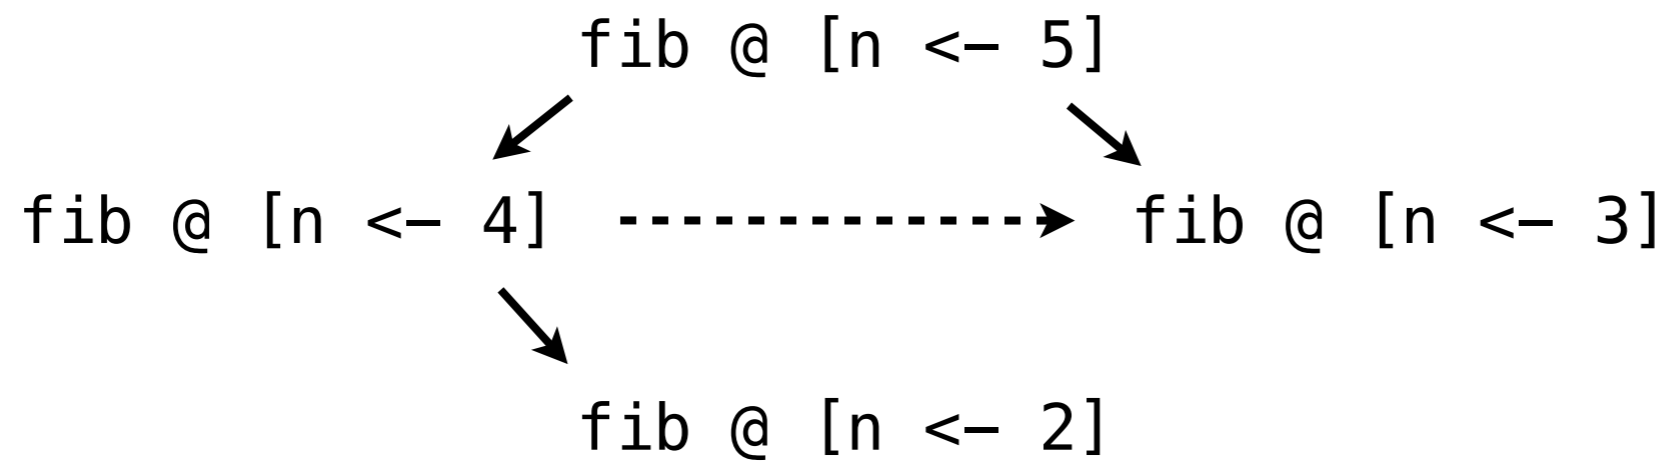 fib @ [n <− 5]
fib @ [n <− 4]
fib @ [n <− 3]
fib @ [n <− 2]